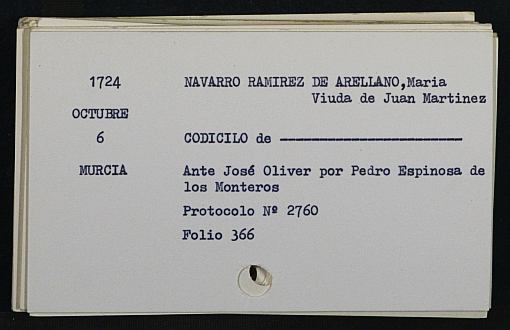 1724 NAVARRO RAMIREZ DE ARELLANO, Maria
Viuda de Juan Martinez
OCTUBRE
6 CODICILO de ----------------------
MURCIA Ante José Oliver por Pedro Espinosa de
los Monteros
Protocolo Nº 2760
Folio 366